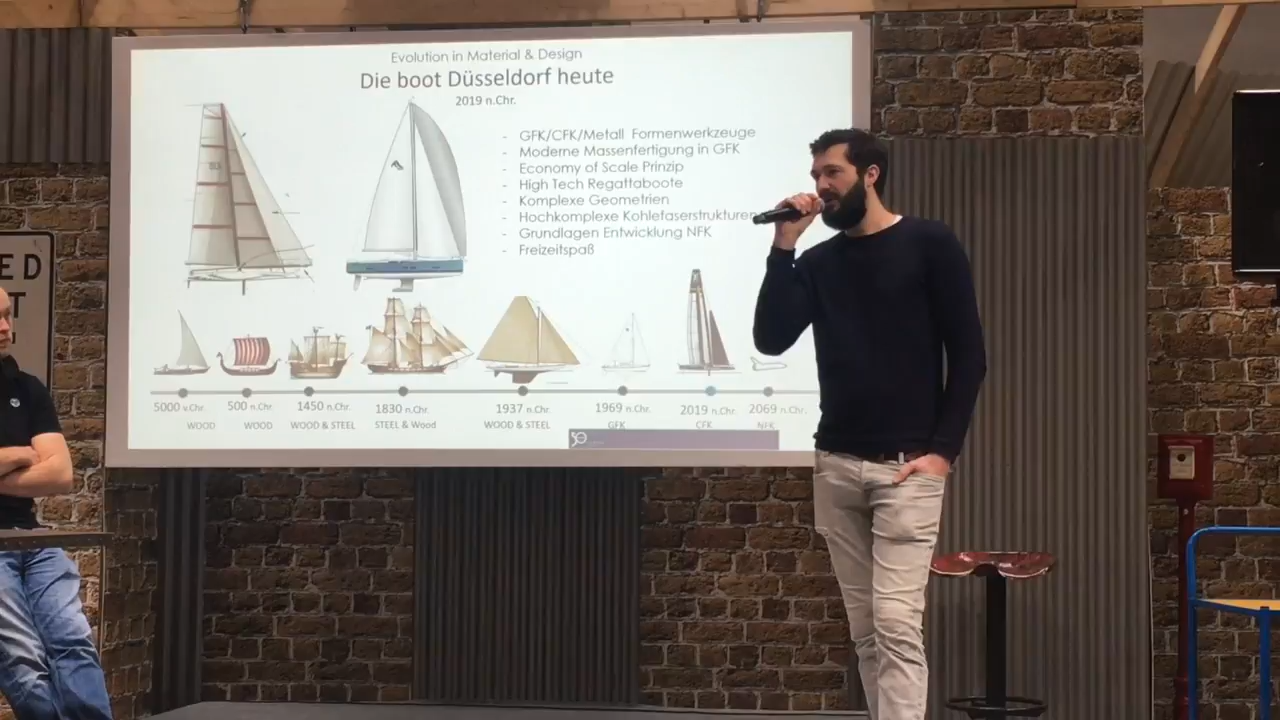 Evolution in Material & Design
Die boot Düsseldorf heute
2019 n.Chr.
- GFK/CFK/Metall Formenwerkzeuge
- Moderne Massenfertigung in GFK
- Economy of Scale Prinzip
- High Tech Regattaboote
- Komplexe Geometrien
- Hochkomplexe Kohlefaserstrukturen
- Grundlagen Entwicklung NFK
- Freizeitspaß
5000 v.Chr. 500 n.Chr. 1450 n.Chr. 1830 n.Chr. 1937 n.Chr. 1969 n.Chr. 2019 n.Chr. 2069 n.Chr.
WOOD WOOD WOOD & STEEL STEEL & Wood WOOD & STEEL GFK CFK NFK
ED
T